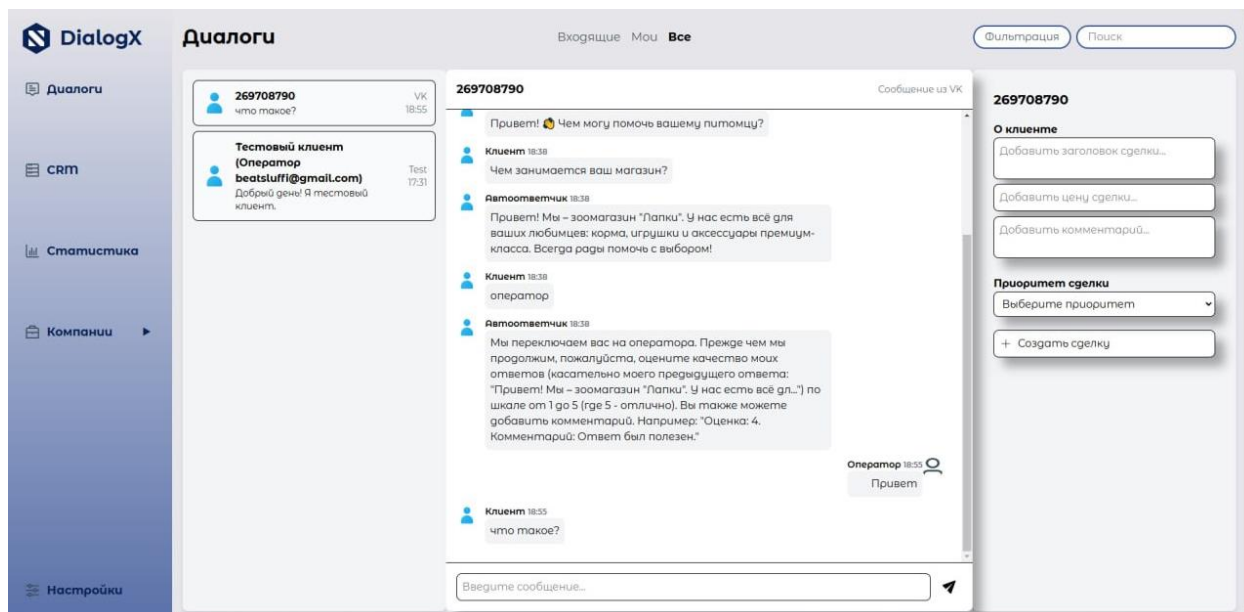 DialogX
Диалоги
Входящие Мои Все
Фильтрация
Поиск
Диалоги
CRM
Статистика
Компании
Настройки
269708790
VK
что такое?
18:55
Тестовый клиент
(Оператор
beatsluffi@gmail.com)
Test
17:31
Добрый день! Я тестовый
клиент.
269708790
Сообщение из VK
Привет! Чем могу помочь вашему питомцу?
Клиент 18:38
Чем занимается ваш магазин?
Автоответчик 18:38
Привет! Мы – зоомагазин "Лапки". У нас есть всё для
ваших любимцев: корма, игрушки и аксессуары премиум-
класса. Всегда рады помочь с выбором!
Клиент 18:38
оператор
Автоответчик 18:38
Мы переключаем вас на оператора. Прежде чем мы
продолжим, пожалуйста, оцените качество моих
ответов (касательно моего предыдущего ответа:
"Привет! Мы – зоомагазин "Лапки". У нас есть всё дл...") по
шкале от 1 до 5 (где 5 - отлично). Вы также можете
добавить комментарий. Например: "Оценка: 4.
Комментарий: Ответ был полезен."
Оператор 18:55
Привет
Клиент 18:55
что такое?
Введите сообщение...
269708790
О клиенте
Добавить заголовок сделки...
Добавить цену сделки...
Добавить комментарий...
Приоритет сделки
Выберите приоритет
+ Создать сделку